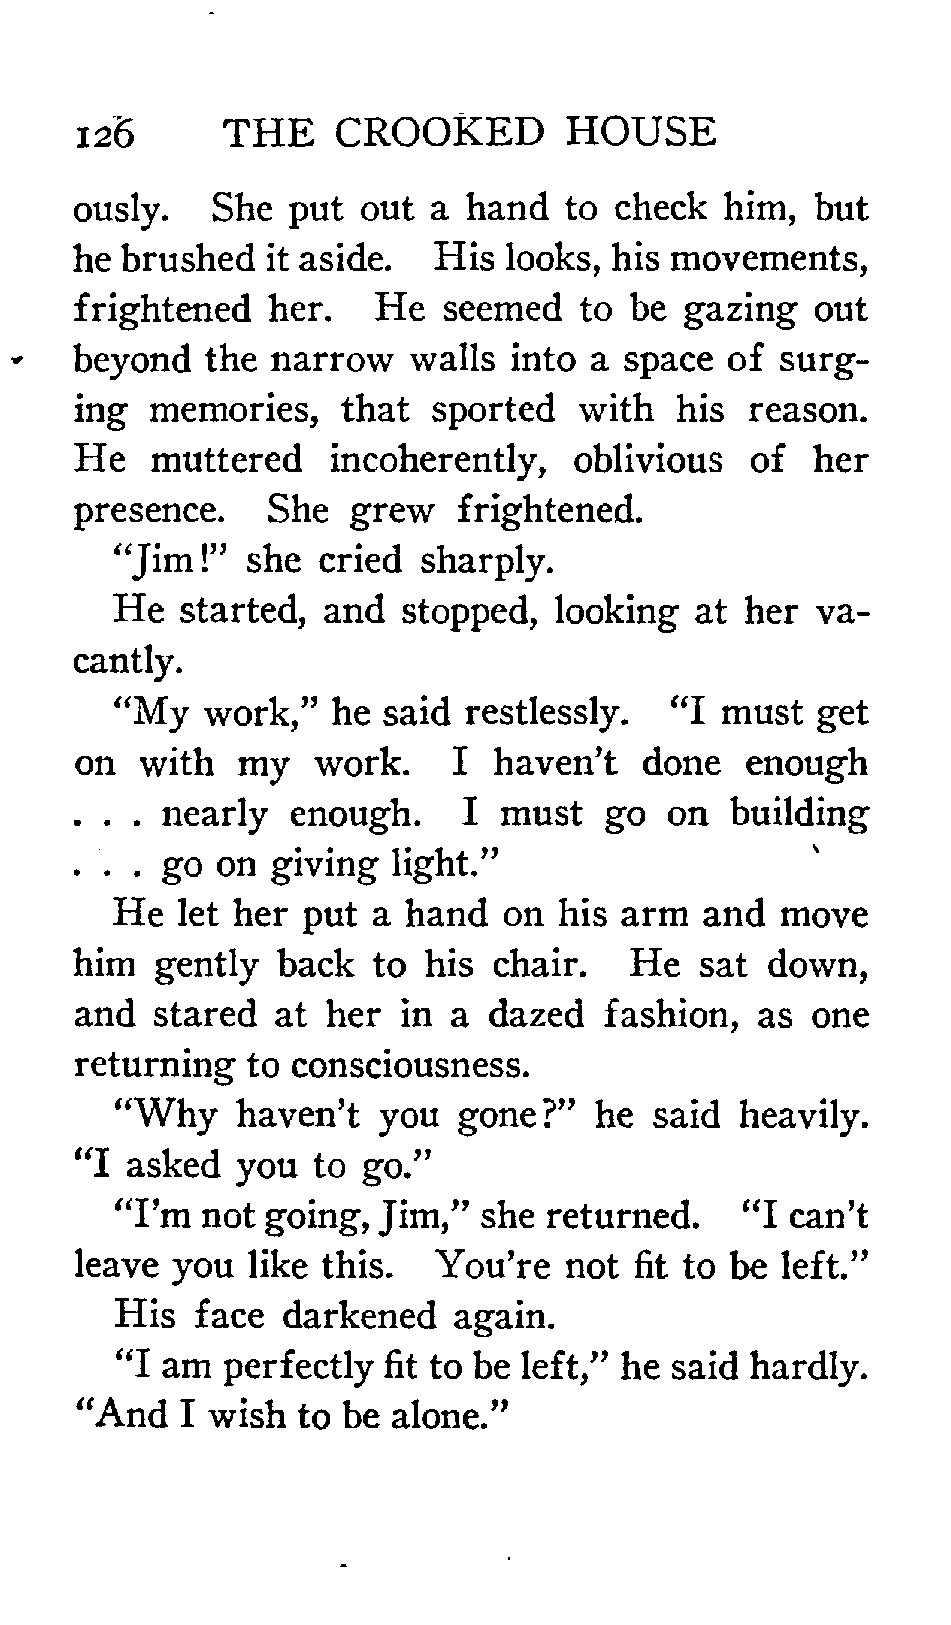 126 THE CROOKED HOUSE
ously. She put out a hand to check him, but
he brushed it aside. His looks, his movements,
frightened her. He seemed to be gazing out
beyond the narrow walls into a space of surg-
ing memories, that sported with his reason.
He muttered incoherently, oblivious of her
presence. She grew frightened.
"Jim!" she cried sharply.
He started, and stopped, looking at her va-
cantly.
"My work," he said restlessly. "I must get
on with my work. I haven't done enough
. . . nearly enough. I must go on building
. . . go on giving light."
He let her put a hand on his arm and move
him gently back to his chair. He sat down,
and stared at her in a dazed fashion, as one
returning to consciousness.
"Why haven't you gone?" he said heavily.
"I asked you to go."
"I'm not going, Jim," she returned. "I can't
leave you like this. You're not fit to be left."
His face darkened again.
"I am perfectly fit to be left," he said hardly.
"And I wish to be alone."